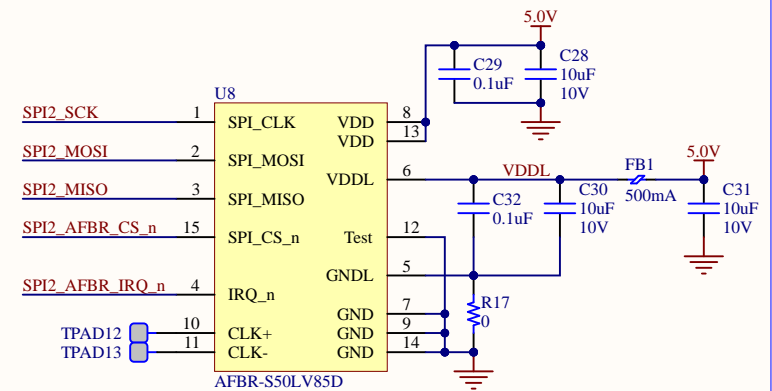 5.0V
C29
0.1uF
C28
10uF
10V
U8
SPI2_SCK 1 SPI_CLK VDD 8
VDD 13
SPI2_MOSI 2 SPI_MOSI
VDDL 6 VDDL FB1 500mA 5.0V
SPI2_MISO 3 SPI_MISO
C32
0.1uF
C30
10uF
10V
C31
10uF
10V
SPI2_AFBR_CS_n 15 SPI_CS_n Test 12
GNDL 5
SPI2_AFBR_IRQ_n 4 IRQ_n
R17
0
GND 7
TPAD12 10 CLK+ GND 9
TPAD13 11 CLK- GND 14
AFBR-S50LV85D